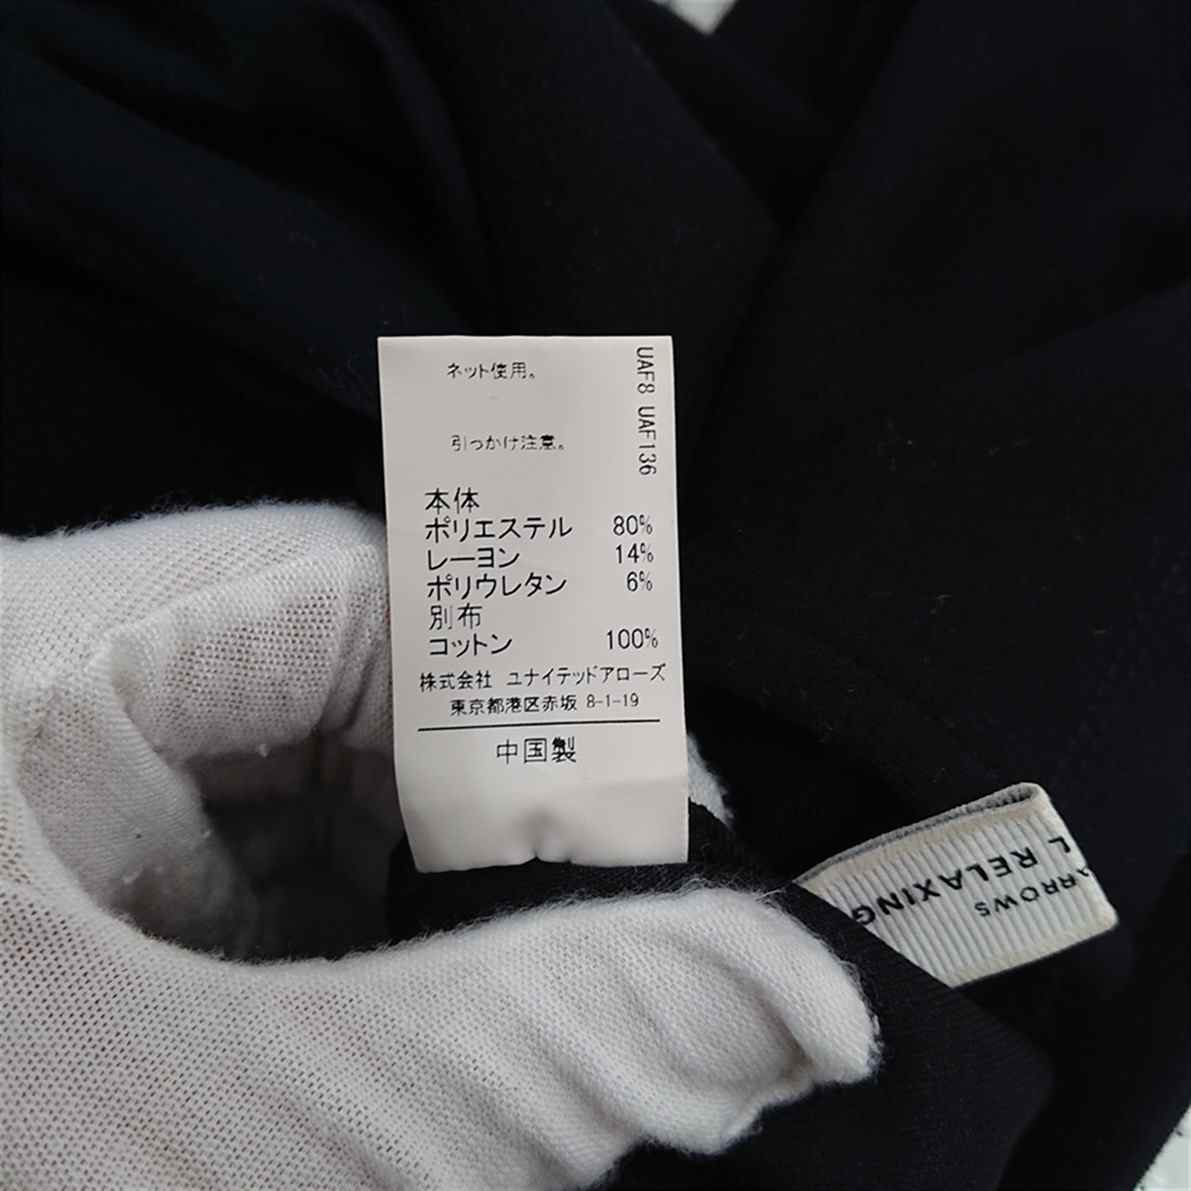 ネット使用。
引っかけ注意。
UAF8 UAF136
本体
ポリエステル 80%
レーヨン 14%
ポリウレタン 6%
別布
コットン 100%
株式会社 ユナイテッドアローズ
東京都港区赤坂 8-1-19
中国製
ARROWS
L RELAXING